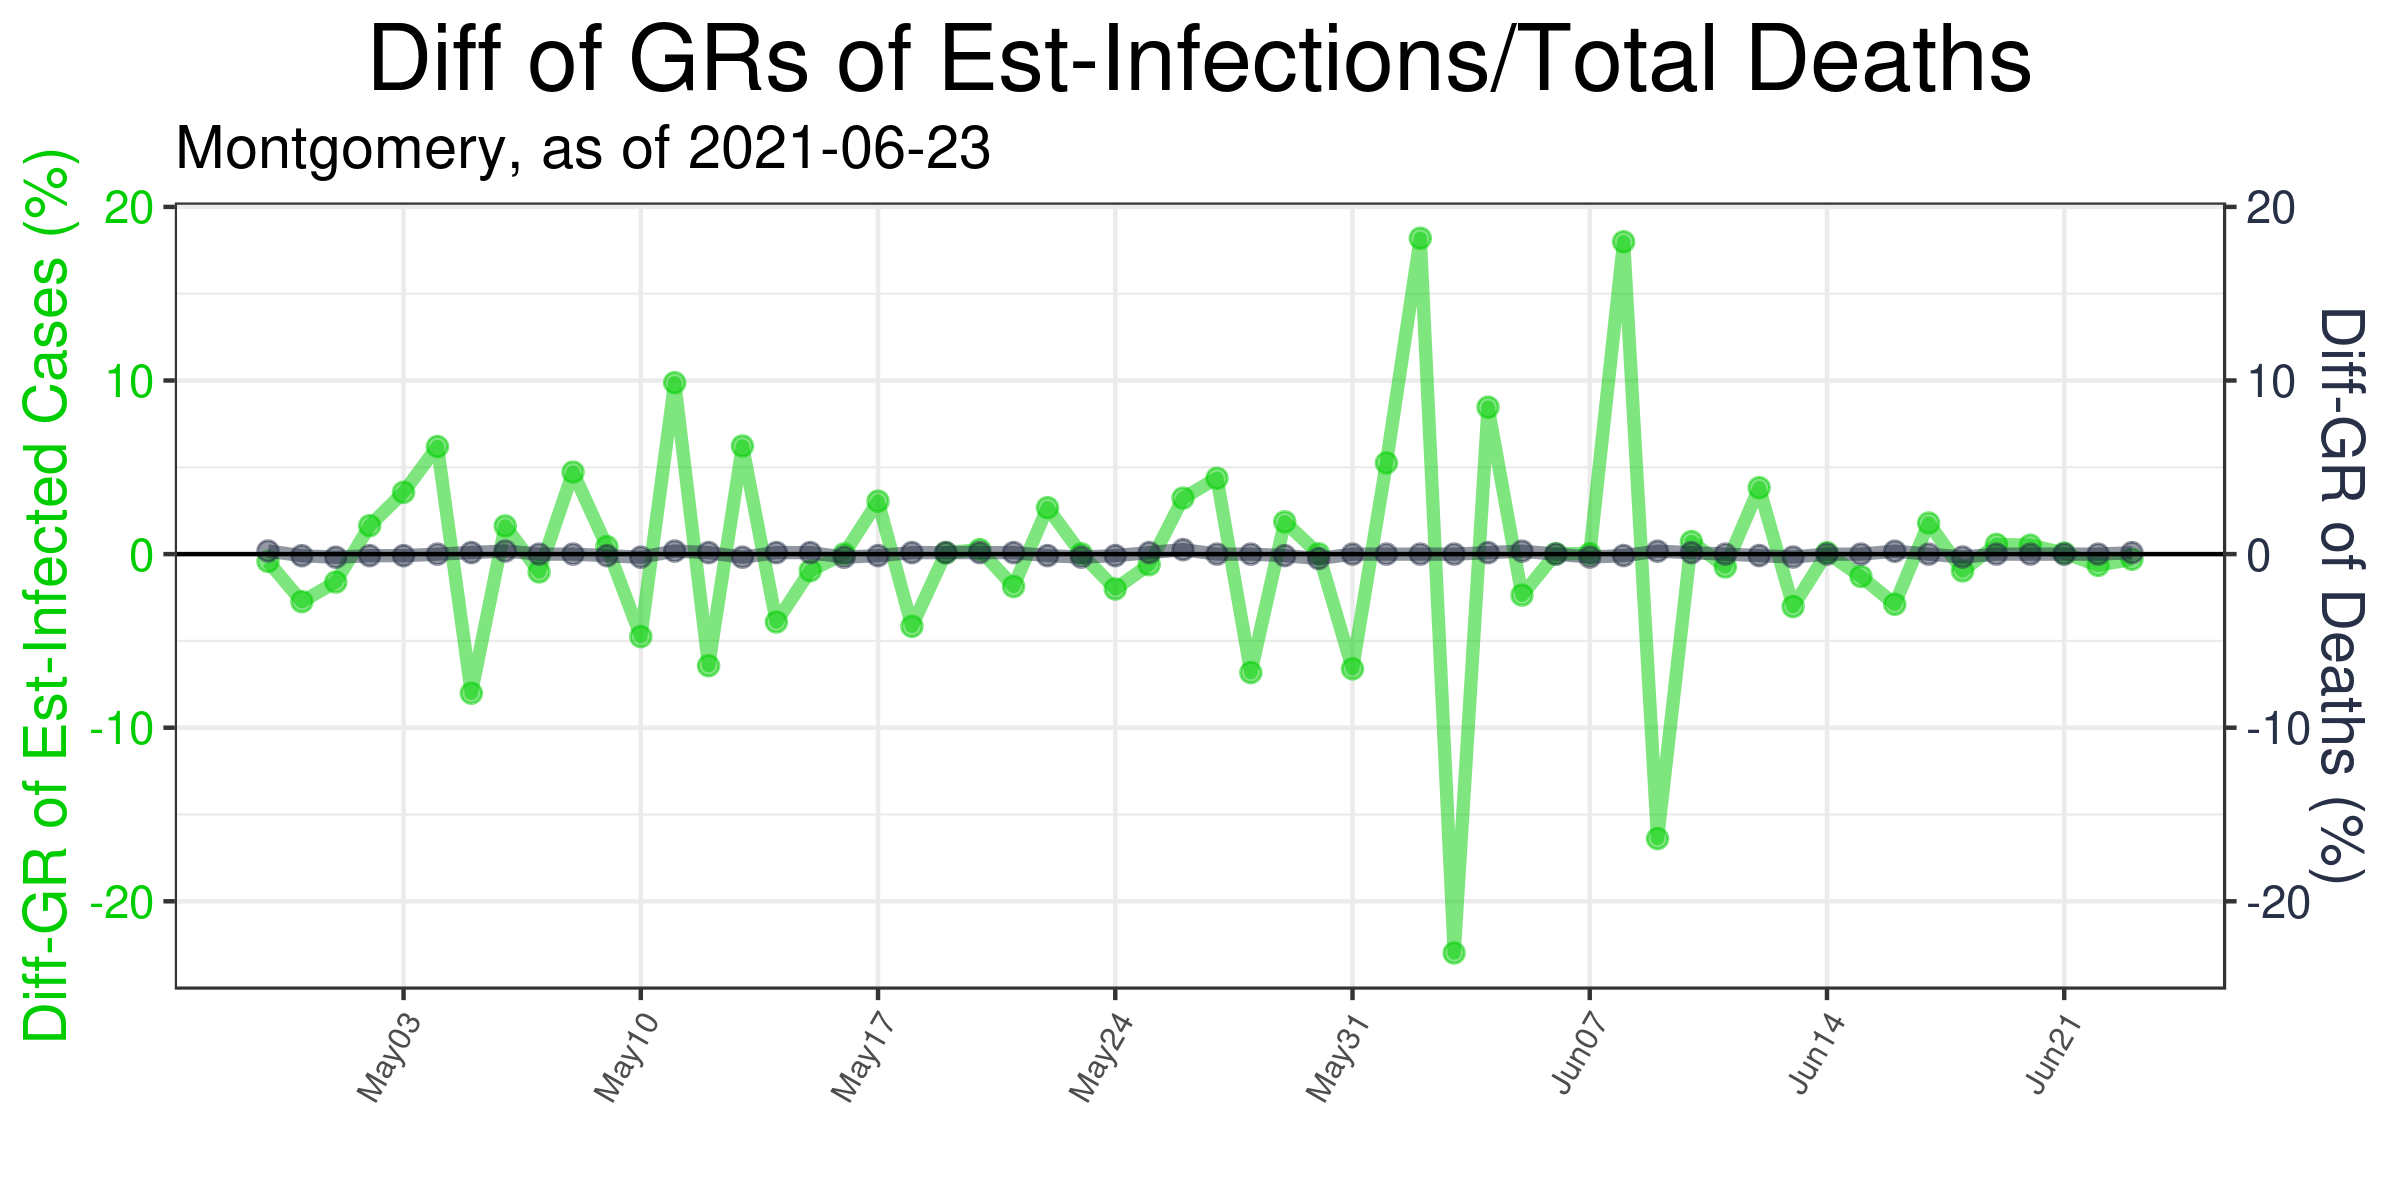 Diff of GRs of Est-Infections/Total Deaths
Montgomery, as of 2021-06-23
Diff-GR of Est-Infected Cases (%)
20
10
0
-10
-20
20
10
0
-10
-20
Diff-GR of Deaths (%)
May03
May10
May17
May24
May31
Jun07
Jun14
Jun21